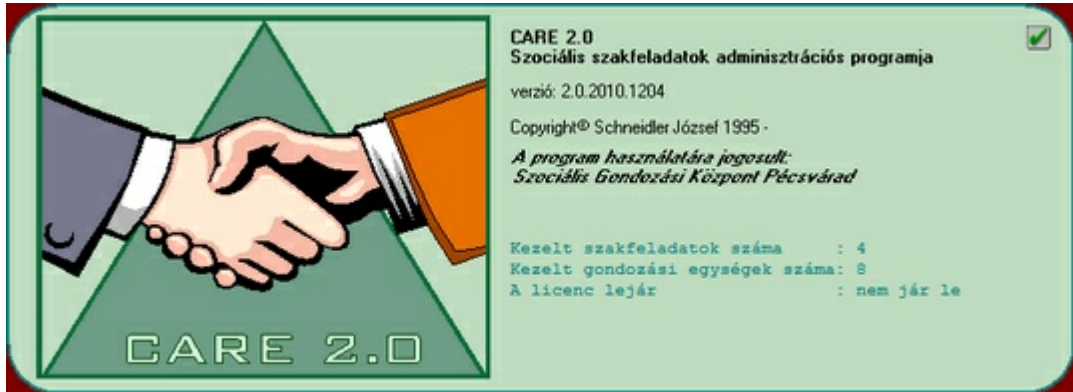 CARE 2.0
Szociális szakfeladatok adminisztrációs programja
verzió: 2.0.2010.1204
Copyright© Schneidler József 1995 -
A program használatára jogosult:
Szociális Gondozási Központ Pécsvárad
Kezelt szakfeladatok száma : 4
Kezelt gondozási egységek száma: 8
A licenc lejár : nem jár le
CARE 2.0